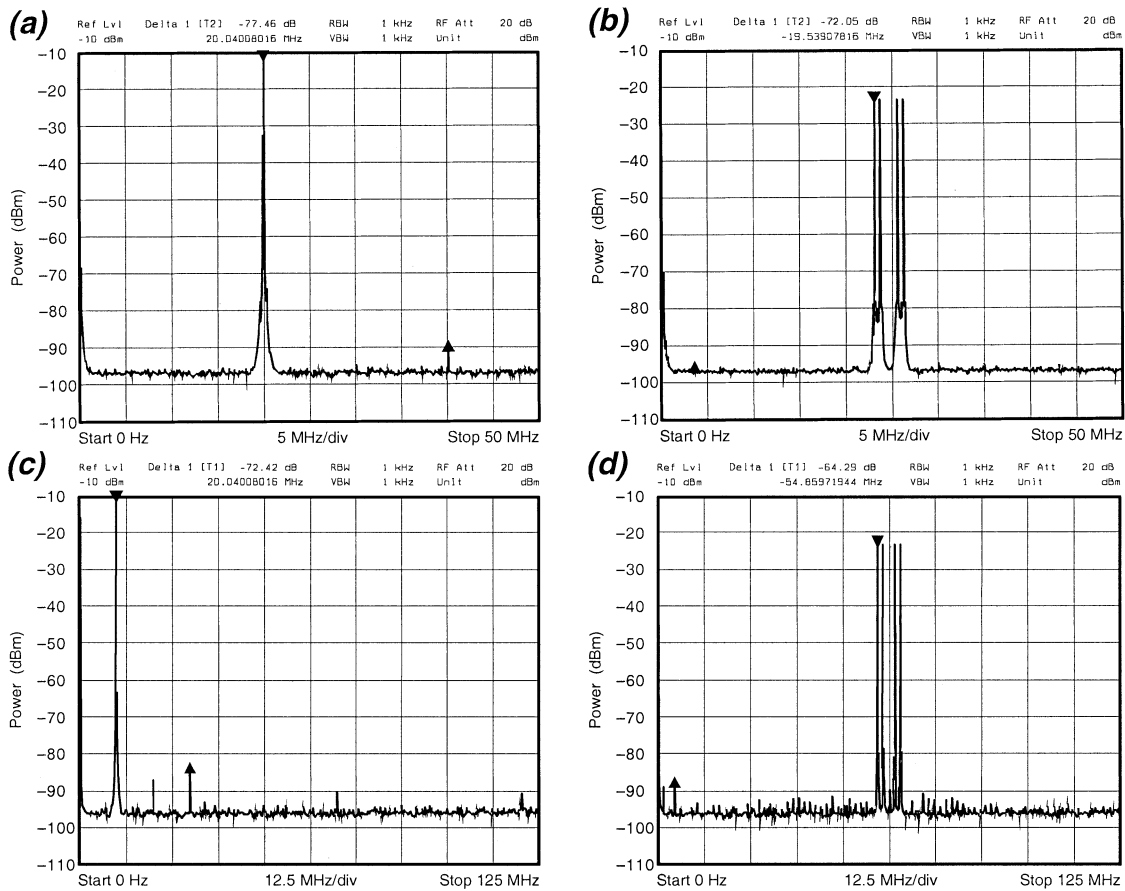 (a)
Ref Lvl Delta 1 [T2] -77.46 dB RBW 1 kHz RF Att 20 dB
-10 dBm 20.04008016 MHz VBW 1 kHz Unit dBm
-10
-20
-30
-40
-50
-60
-70
-80
-90
-100
-110
Power (dBm)
Start 0 Hz 5 MHz/div Stop 50 MHz
(b)
Ref Lvl Delta 1 [T2] -72.05 dB RBW 1 kHz RF Att 20 dB
-10 dBm -19.53907816 MHz VBW 1 kHz Unit dBm
-10
-20
-30
-40
-50
-60
-70
-80
-90
-100
-110
Power (dBm)
Start 0 Hz 5 MHz/div Stop 50 MHz
(c)
Ref Lvl Delta 1 [T1] -72.42 dB RBW 1 kHz RF Att 20 dB
-10 dBm 20.04008016 MHz VBW 1 kHz Unit dBm
-10
-20
-30
-40
-50
-60
-70
-80
-90
-100
-110
Power (dBm)
Start 0 Hz 12.5 MHz/div Stop 125 MHz
(d)
Ref Lvl Delta 1 [T1] -64.29 dB RBW 1 kHz RF Att 20 dB
-10 dBm -54.85971944 MHz VBW 1 kHz Unit dBm
-10
-20
-30
-40
-50
-60
-70
-80
-90
-100
-110
Power (dBm)
Start 0 Hz 12.5 MHz/div Stop 125 MHz